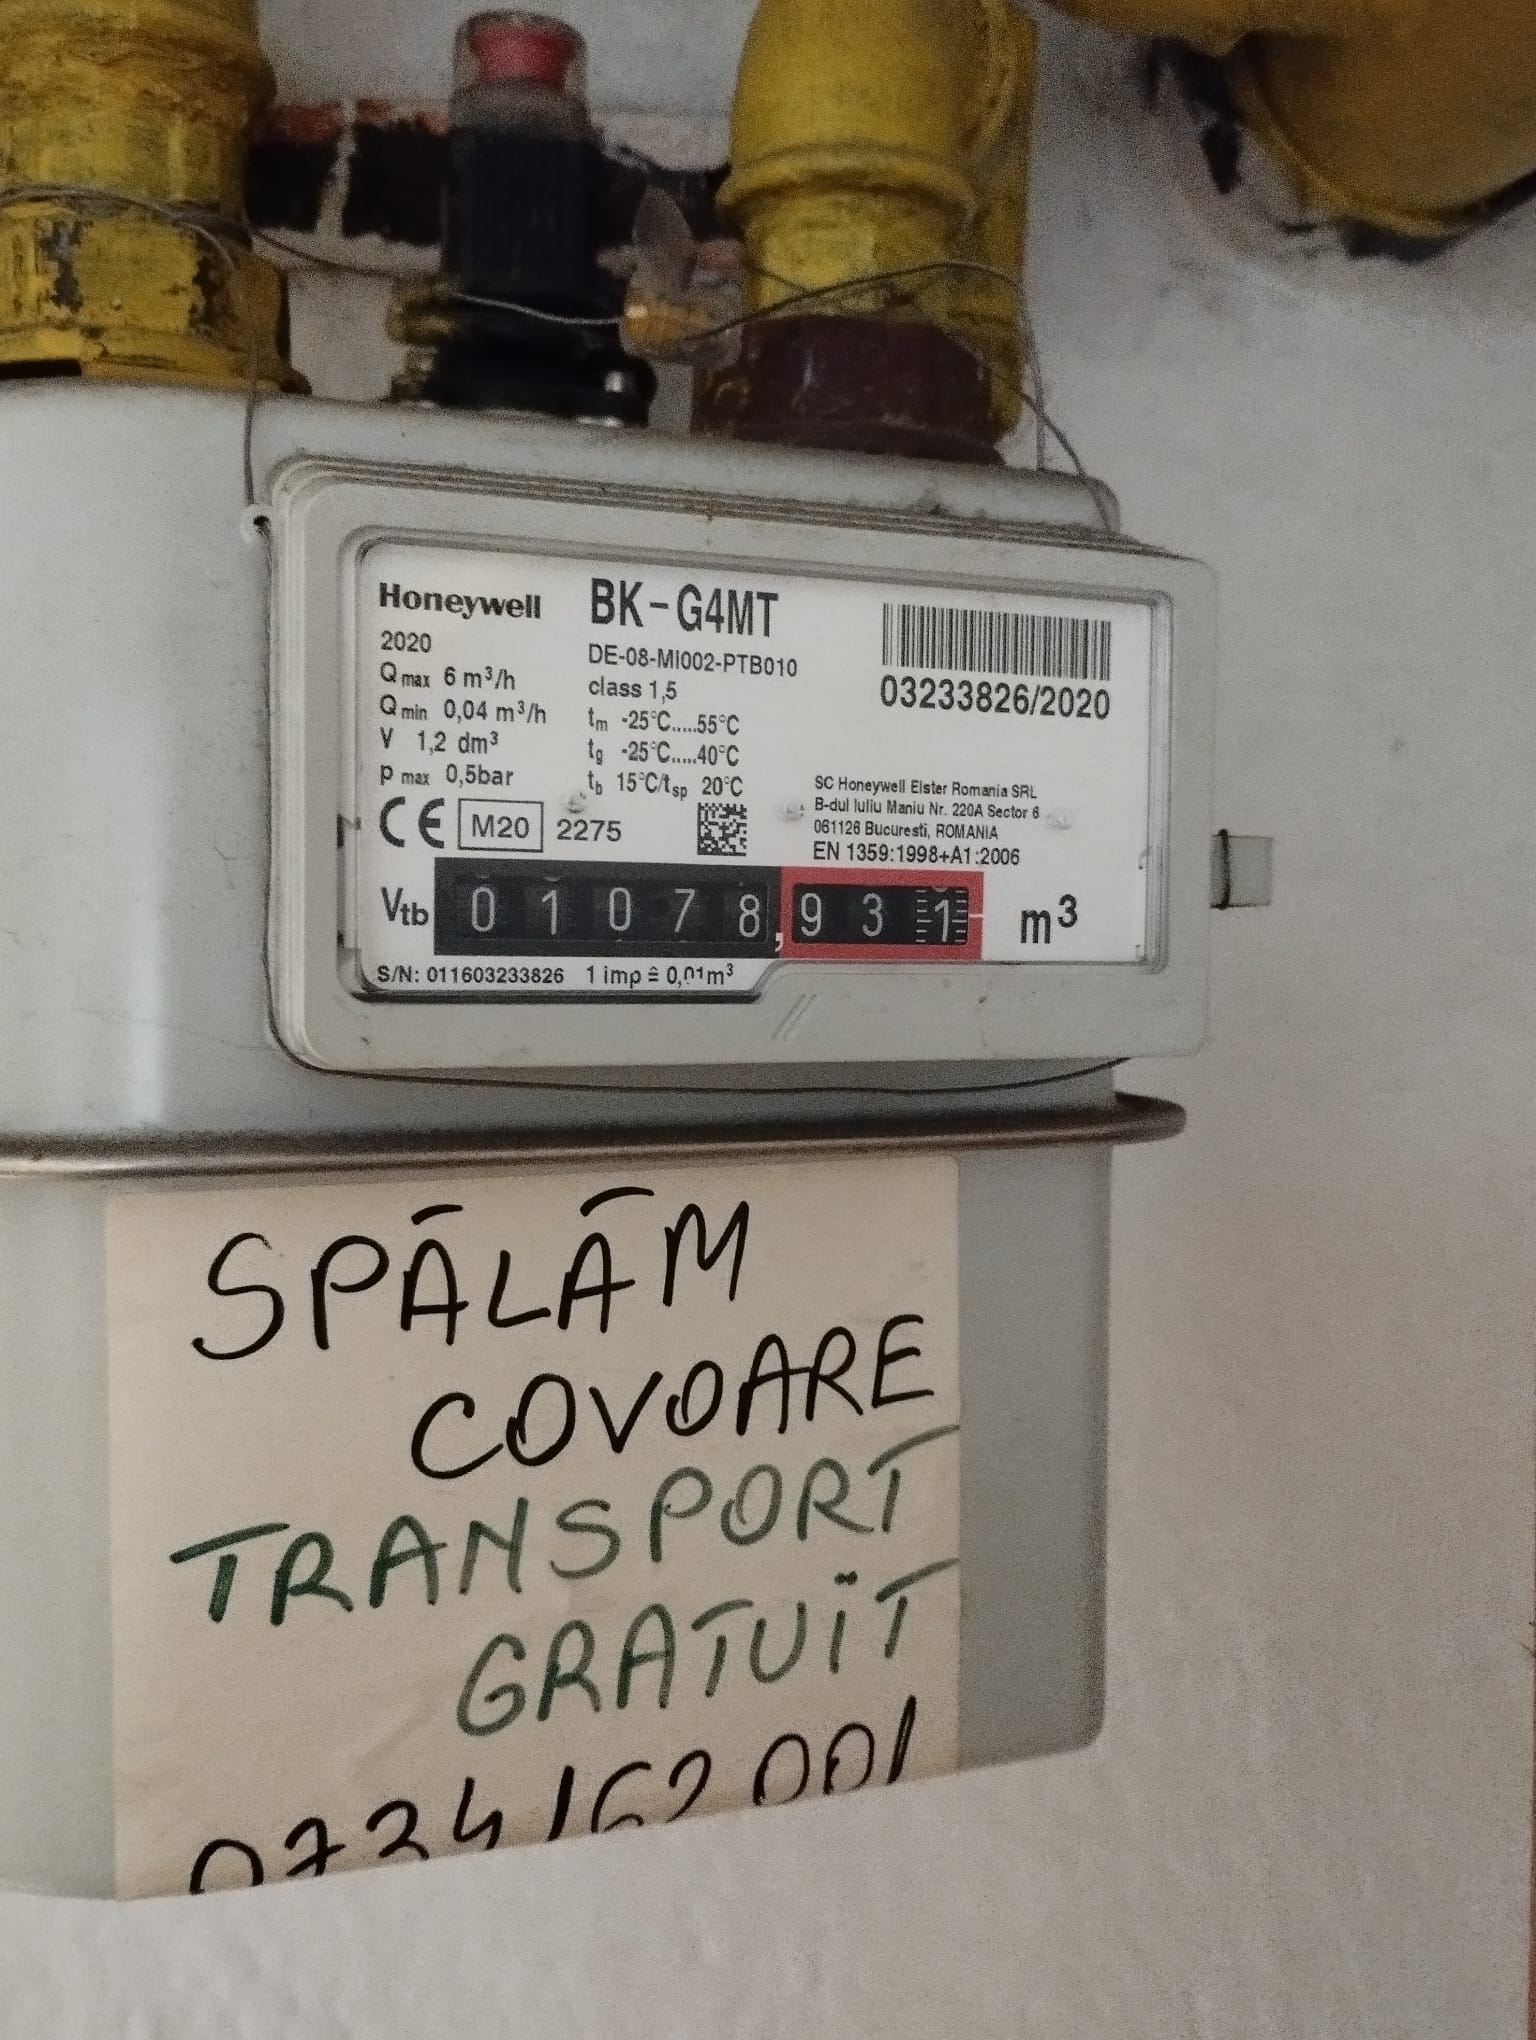 Honeywell
2020
Qmax 6 m³/h
Qmin 0,04 m³/h
V 1,2 dm³
p max 0,5bar
CE M20 2275
BK-G4MT
DE-08-MI002-PTB010
class 1,5
tm -25°C.....55°C
tg -25°C.....40°C
tb 15°C/tsp 20°C
03233826/2020
SC Honeywell Elster Romania SRL
B-dul Iuliu Maniu Nr. 220A Sector 6
061126 Bucuresti, ROMANIA
EN 1359:1998+A1:2006
Vtb 01078,931 m³
S/N: 011603233826 1 imp ≙ 0,01m³
SPĀLĀM
COVOARE
TRANSPORT
GRATUÏT